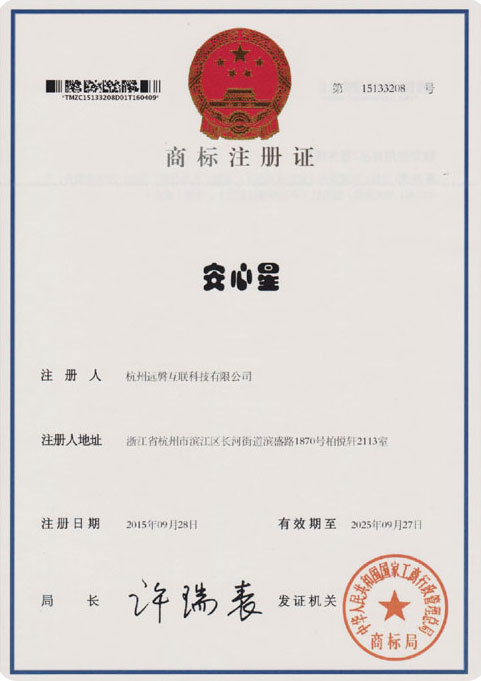 *TMZC15133208D01T160409*
第 15133208 号
商标注册证
安心星
注册人 杭州远磐互联科技有限公司
注册人地址 浙江省杭州市滨江区长河街道滨盛路1870号柏悦轩2113室
注册日期 2015年09月28日 有效期至 2025年09月27日
局长 许瑞表 发证机关
中华人民共和国国家工商行政管理总局
商标局